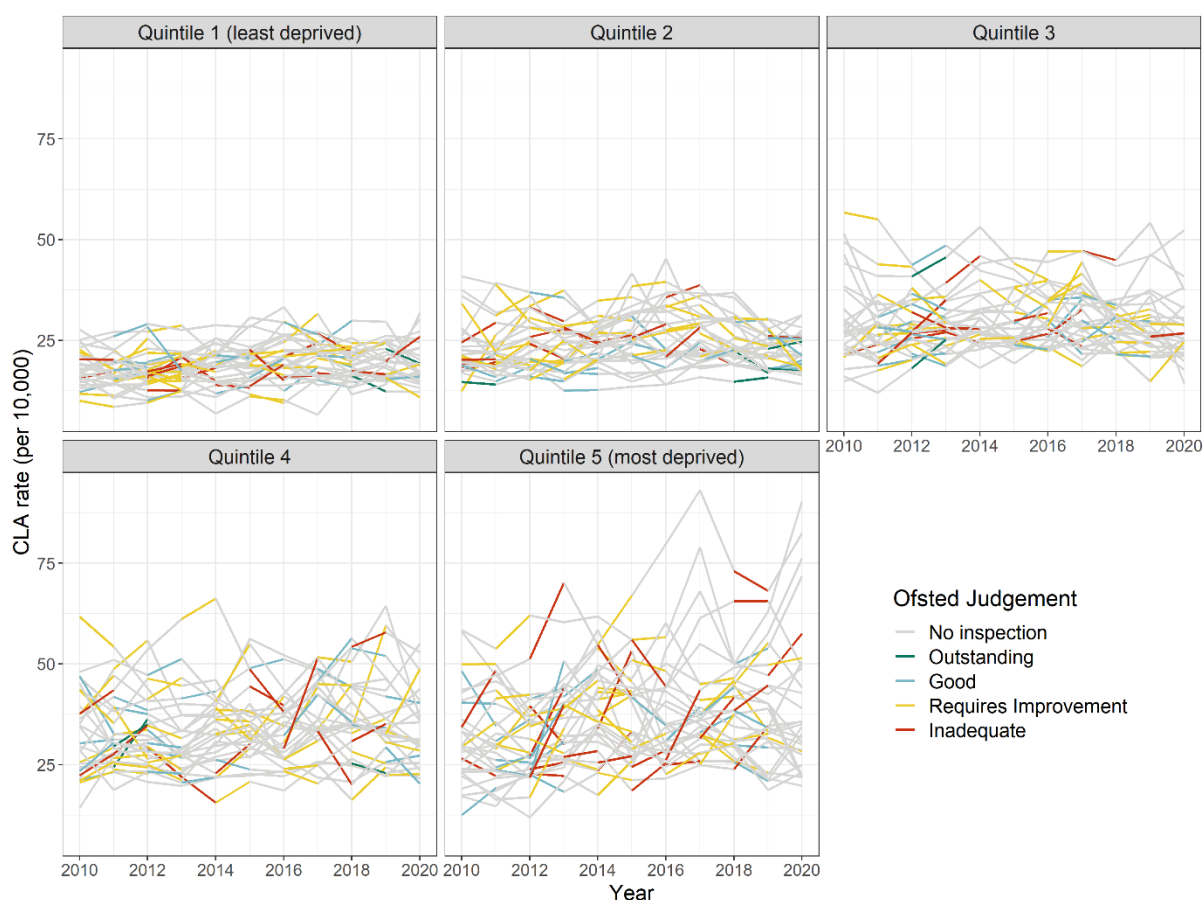 Quintile 1 (least deprived)
Quintile 2
Quintile 3
75
50
25
2010 2012 2014 2016 2018 2020
Quintile 4
Quintile 5 (most deprived)
CLA rate (per 10,000)
75
50
25
2010 2012 2014 2016 2018 2020
2010 2012 2014 2016 2018 2020
Year
Ofsted Judgement
No inspection
Outstanding
Good
Requires Improvement
Inadequate